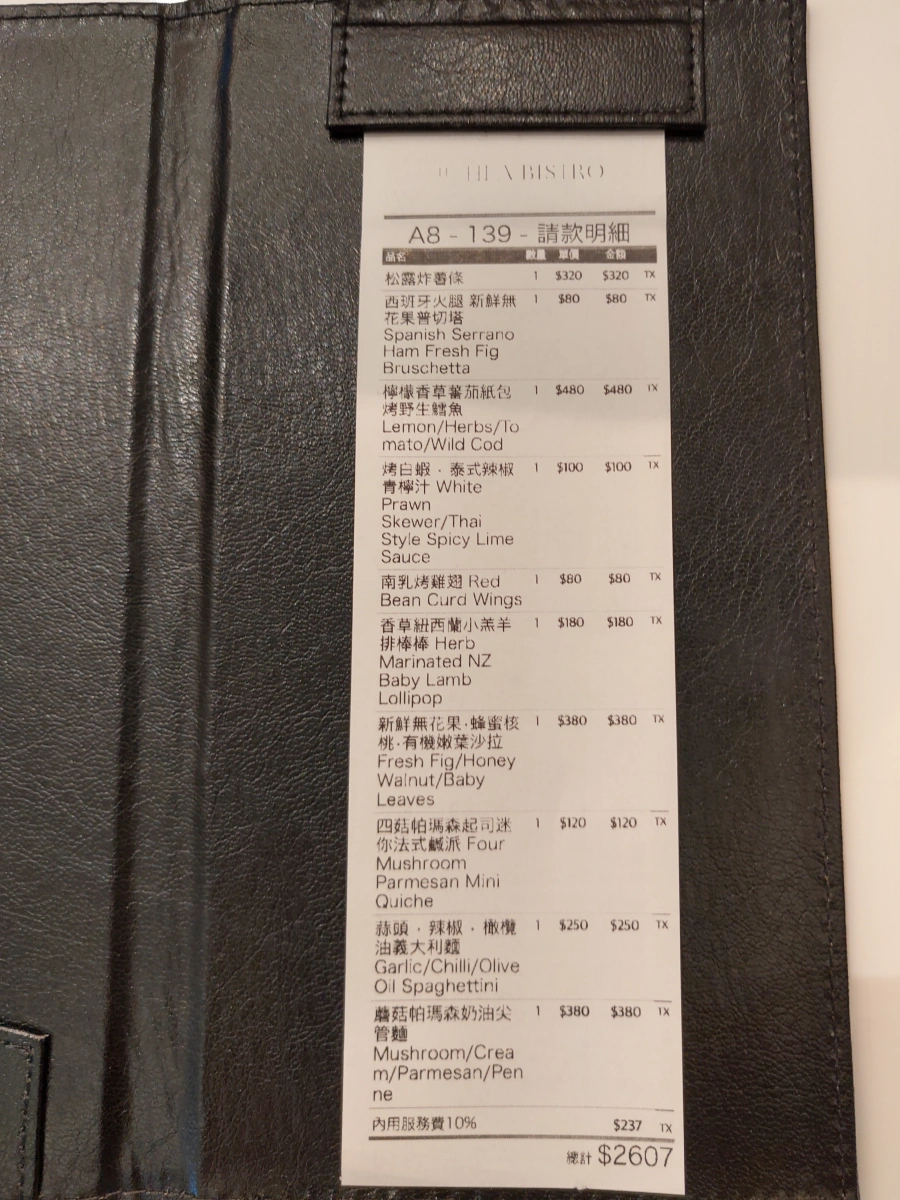 BISTRO
A8 - 139 - 請款明細
品名 數量 單價 金額
松露炸薯條 1 $320 $320 TX
西班牙火腿 新鮮無 1 $80 $80 TX
花果普切塔
Spanish Serrano
Ham Fresh Fig
Bruschetta
檸檬香草蕃茄紙包 1 $480 $480 TX
烤野生鱈魚
Lemon/Herbs/To
mato/Wild Cod
烤白蝦．泰式辣椒 1 $100 $100 TX
青檸汁 White
Prawn
Skewer/Thai
Style Spicy Lime
Sauce
南乳烤雞翅 Red 1 $80 $80 TX
Bean Curd Wings
香草紐西蘭小羔羊 1 $180 $180 TX
排棒棒 Herb
Marinated NZ
Baby Lamb
Lollipop
新鮮無花果·蜂蜜核 1 $380 $380 TX
桃·有機嫩葉沙拉
Fresh Fig/Honey
Walnut/Baby
Leaves
四菇帕瑪森起司迷 1 $120 $120 TX
你法式鹹派 Four
Mushroom
Parmesan Mini
Quiche
蒜頭．辣椒．橄欖 1 $250 $250 TX
油義大利麵
Garlic/Chilli/Olive
Oil Spaghettini
蘑菇帕瑪森奶油尖 1 $380 $380 TX
管麵
Mushroom/Crea
m/Parmesan/Pen
ne
內用服務費10% $237 TX
總計 $2607